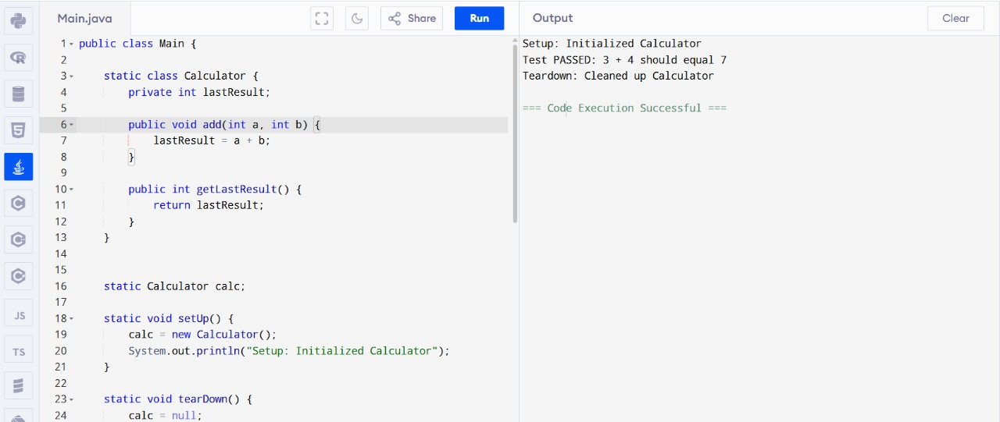 Main.java
Share
Run
Output
Clear
1 public class Main {
2
3     static class Calculator {
4         private int lastResult;
5
6         public void add(int a, int b) {
7             lastResult = a + b;
8         }
9
10         public int getLastResult() {
11             return lastResult;
12         }
13     }
14
15
16     static Calculator calc;
17
18     static void setUp() {
19         calc = new Calculator();
20         System.out.println("Setup: Initialized Calculator");
21     }
22
23     static void tearDown() {
24         calc = null;
Setup: Initialized Calculator
Test PASSED: 3 + 4 should equal 7
Teardown: Cleaned up Calculator
=== Code Execution Successful ===
R
5
C
C
C
JS
TS